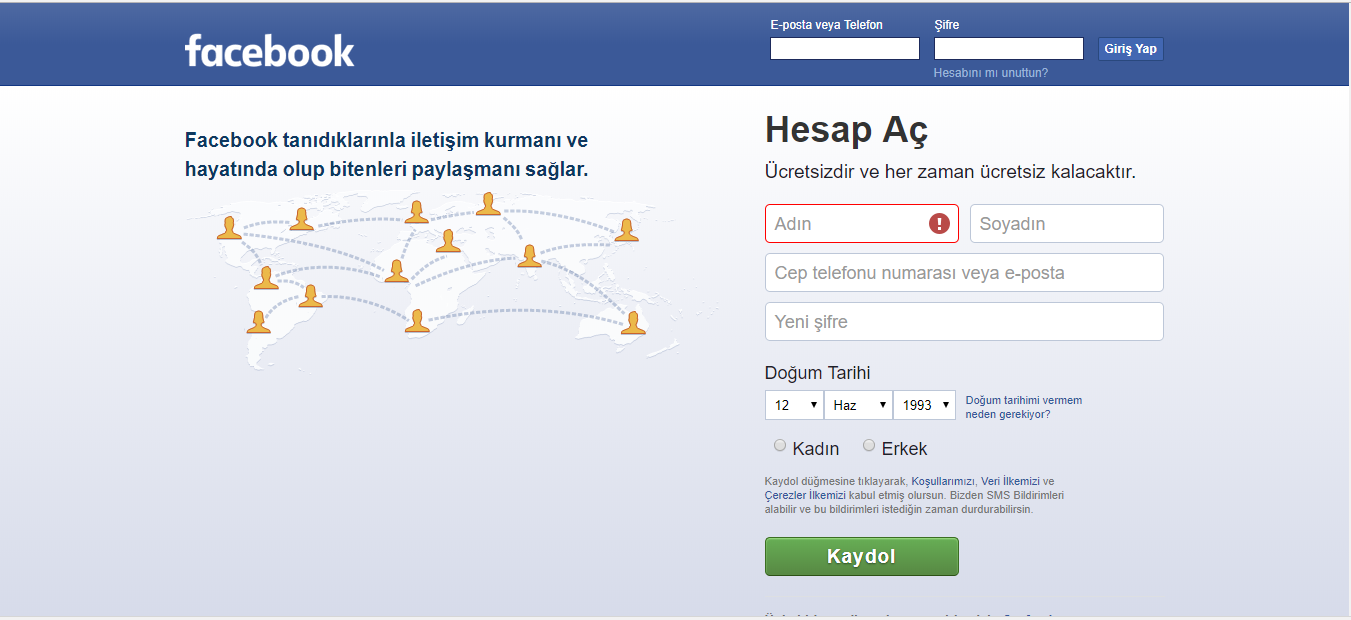 facebook
E-posta veya Telefon
Şifre
Giriş Yap
Hesabını mı unuttun?
Facebook tanıdıklarınla iletişim kurmanı ve
hayatında olup bitenleri paylaşmanı sağlar.
Hesap Aç
Ücretsizdir ve her zaman ücretsiz kalacaktır.
Adın
Soyadın
Cep telefonu numarası veya e-posta
Yeni şifre
Doğum Tarihi
12 Haz 1993
Doğum tarihimi vermem
neden gerekiyor?
Kadın Erkek
Kaydol düğmesine tıklayarak, Koşullarımızı, Veri İlkemizi ve
Çerezler İlkemizi kabul etmiş olursun. Bizden SMS Bildirimleri
alabilir ve bu bildirimleri istediğin zaman durdurabilirsin.
Kaydol